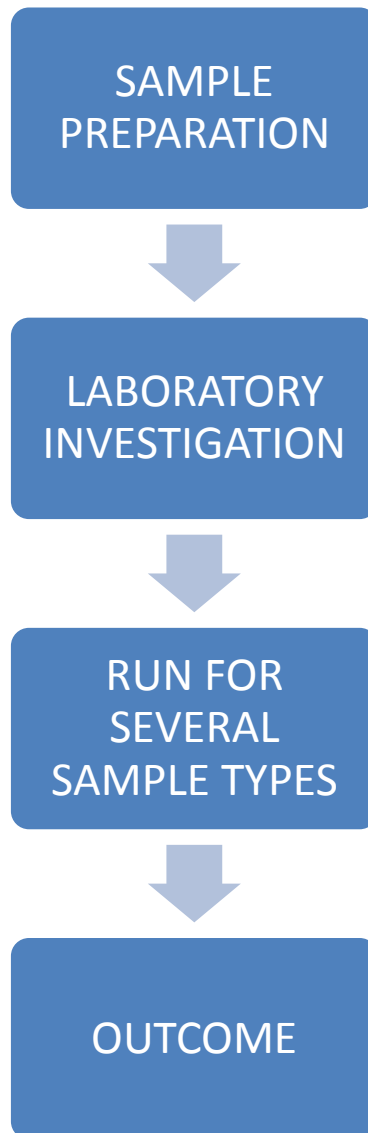 SAMPLE
PREPARATION
LABORATORY
INVESTIGATION
RUN FOR
SEVERAL
SAMPLE TYPES
OUTCOME